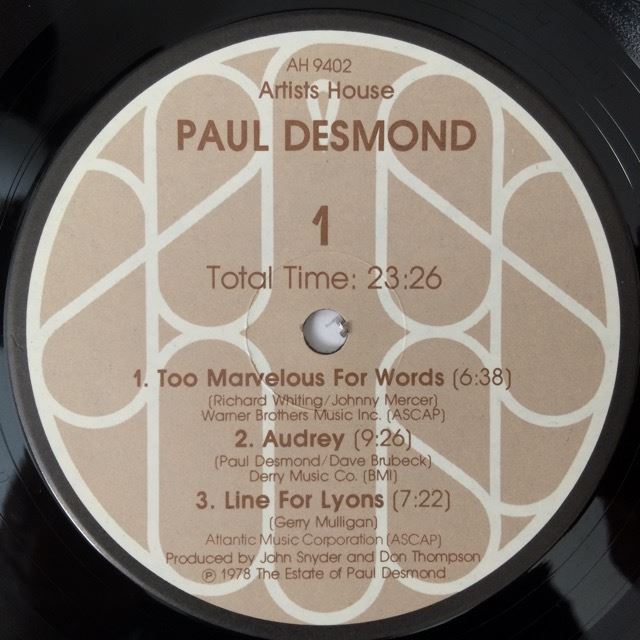 AH 9402
Artists House
PAUL DESMOND
1
Total Time: 23:26
1. Too Marvelous For Words (6:38)
(Richard Whiting/Johnny Mercer)
Warner Brothers Music Inc. (ASCAP)
2. Audrey (9:26)
(Paul Desmond/Dave Brubeck)
Derry Music Co. (BMI)
3. Line For Lyons (7:22)
(Gerry Mulligan)
Atlantic Music Corporation (ASCAP)
Produced by John Snyder and Don Thompson
℗ 1978 The Estate of Paul Desmond